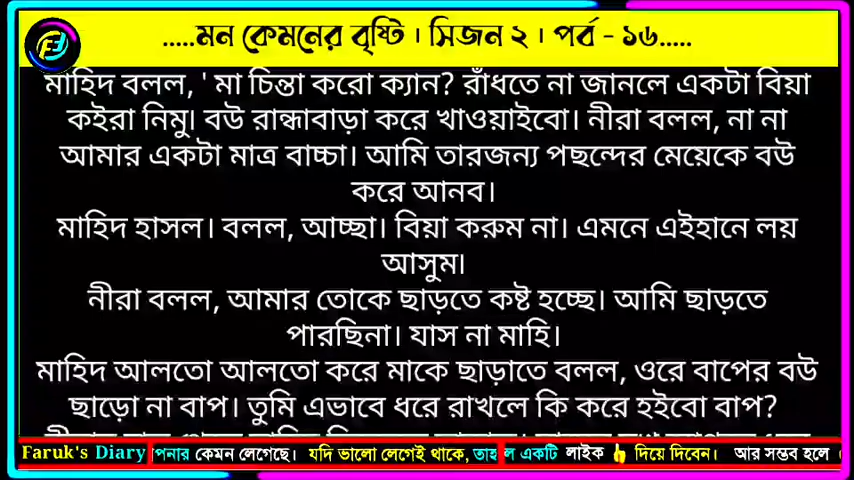 .....মন কেমনের বৃষ্টি । সিজন ২ । পর্ব - ১৬.....
মাহিদ বলল, ' মা চিন্তা করো ক্যান? রাঁধতে না জানলে একটা বিয়া
কইরা নিমু। বউ রান্ধাবাড়া করে খাওয়াইবো। নীরা বলল, না না
আমার একটা মাত্র বাচ্চা। আমি তারজন্য পছন্দের মেয়েকে বউ
করে আনব।
মাহিদ হাসল। বলল, আচ্ছা। বিয়া করুম না। এমনে এইহানে লয়
আসুম।
নীরা বলল, আমার তোকে ছাড়তে কষ্ট হচ্ছে। আমি ছাড়তে
পারছিনা। যাস না মাহি।
মাহিদ আলতো আলতো করে মাকে ছাড়াতে বলল, ওরে বাপের বউ
ছাড়ো না বাপ। তুমি এভাবে ধরে রাখলে কি করে হইবো বাপ?
Faruk's Diary পনার কেমন লেগেছে। যদি ভালো লেগেই থাকে, তাহ ল একটি লাইক 👍 দিয়ে দিবেন। আর সম্ভব হলে